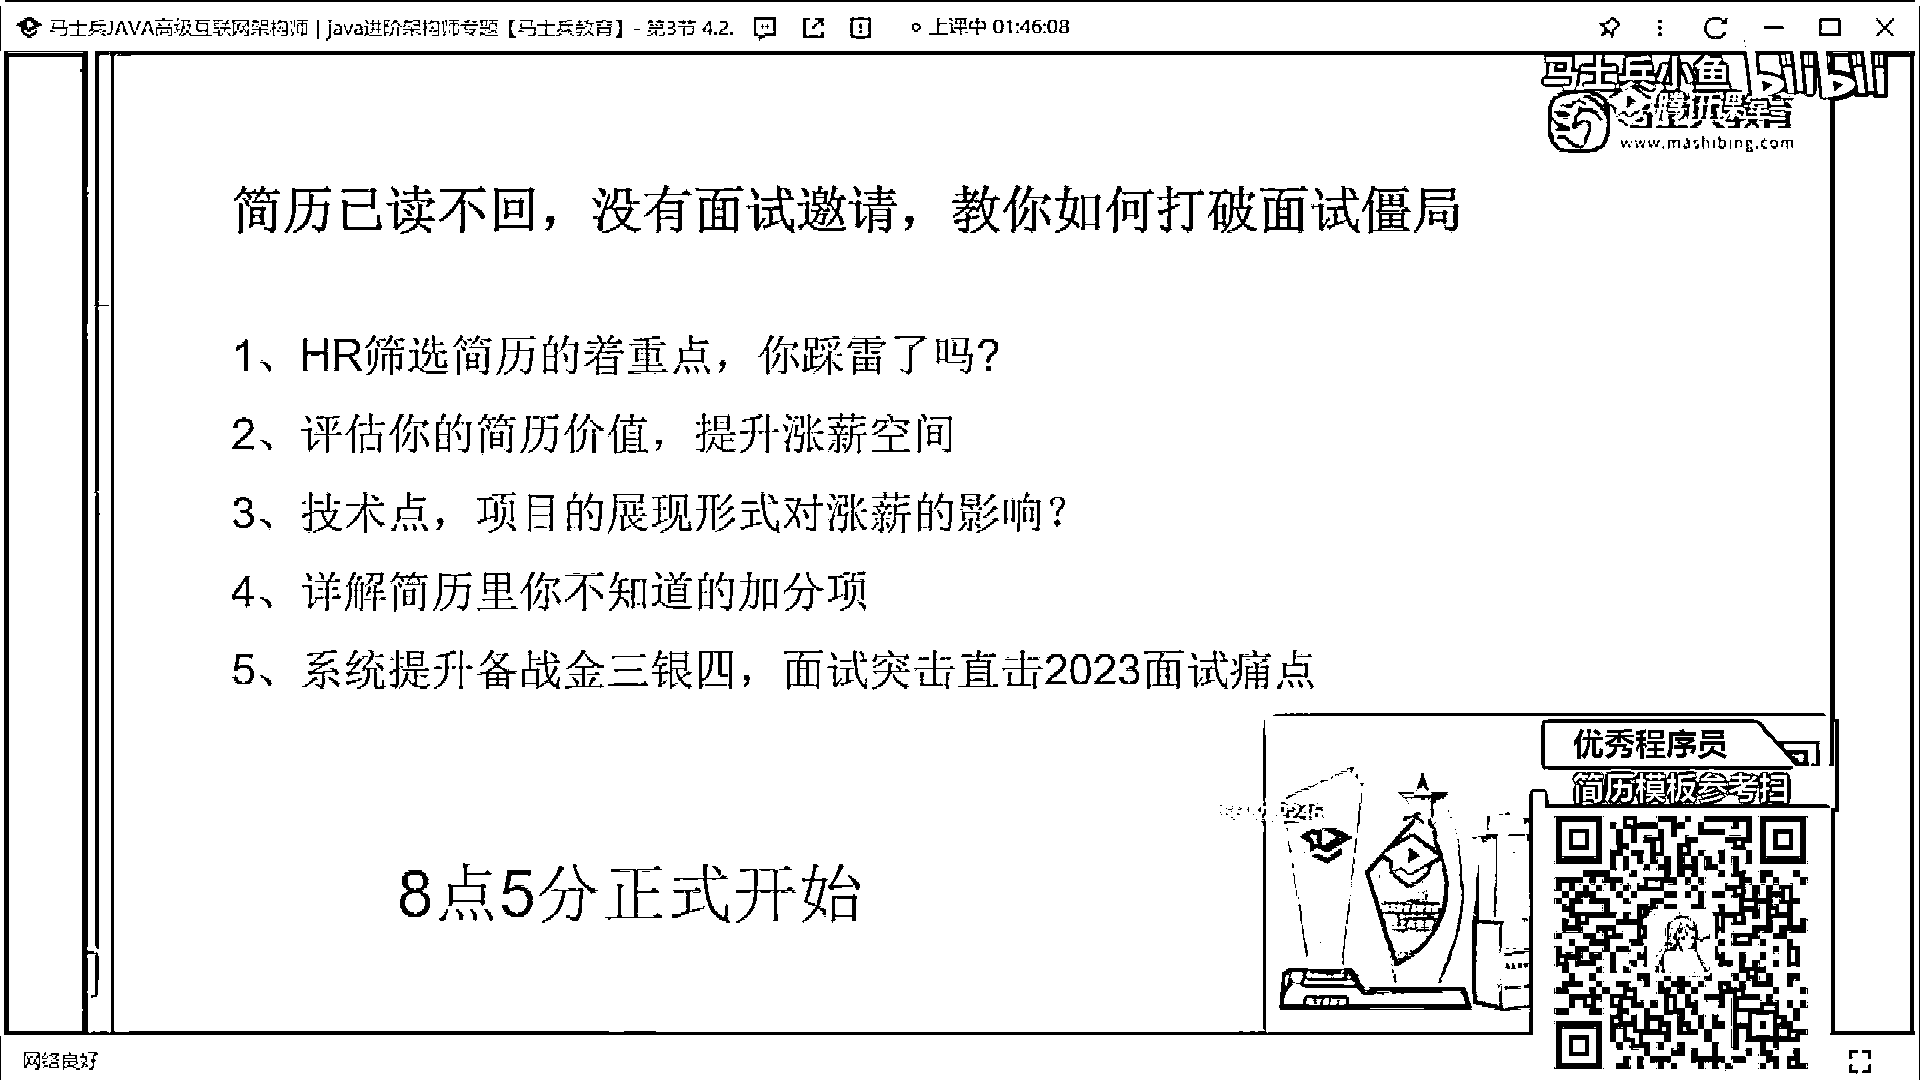 马士兵JAVA高级互联网架构师 | java进阶架构师专题【马士兵教育】- 第3节 4.2.
上课中 01:46:08
马士兵小鱼 bilibili
腾讯课堂
www.mashibing.com
简历已读不回，没有面试邀请，教你如何打破面试僵局
1、HR筛选简历的着重点，你踩雷了吗?
2、评估你的简历价值，提升涨薪空间
3、技术点，项目的展现形式对涨薪的影响?
4、详解简历里你不知道的加分项
5、系统提升备战金三银四，面试突击直击2023面试痛点
8点5分正式开始
优秀程序员
简历模板参考扫
网络良好